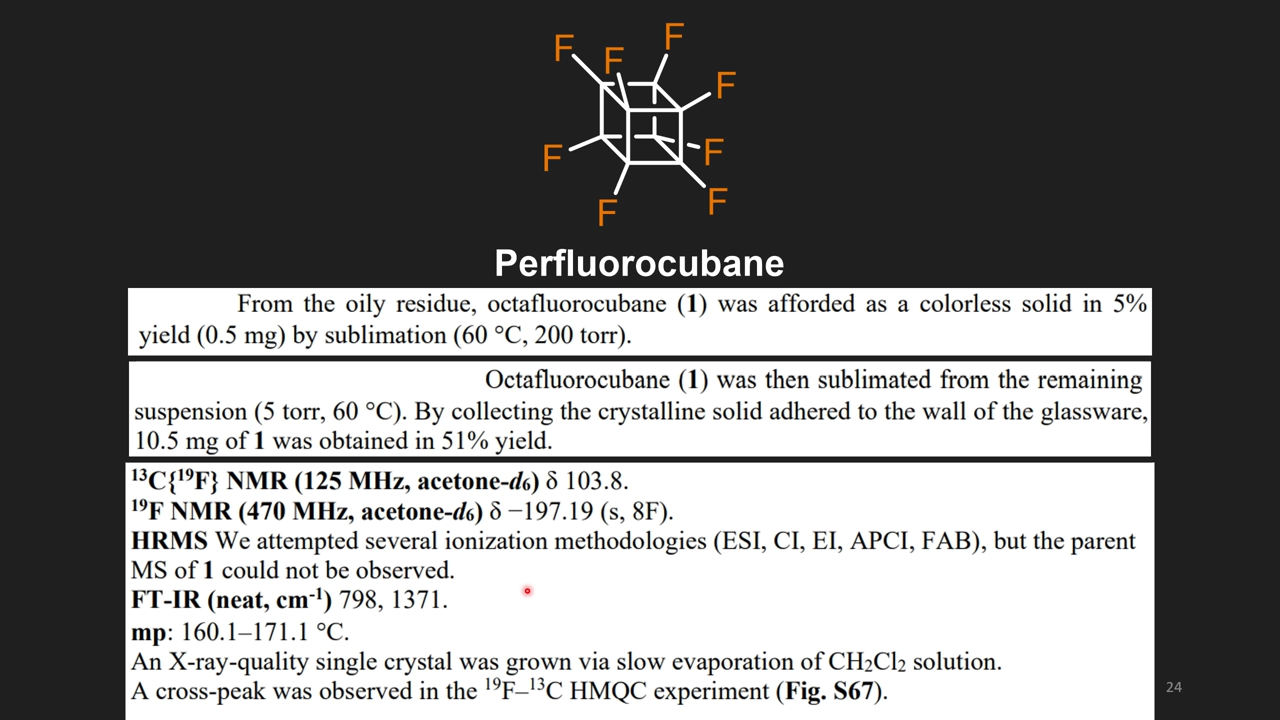 F
F
F
F
F
F
F
F
Perfluorocubane
From the oily residue, octafluorocubane (1) was afforded as a colorless solid in 5%
yield (0.5 mg) by sublimation (60 °C, 200 torr).
Octafluorocubane (1) was then sublimated from the remaining
suspension (5 torr, 60 °C). By collecting the crystalline solid adhered to the wall of the glassware,
10.5 mg of 1 was obtained in 51% yield.
¹³C{¹⁹F} NMR (125 MHz, acetone-d₆) δ 103.8.
¹⁹F NMR (470 MHz, acetone-d₆) δ −197.19 (s, 8F).
HRMS We attempted several ionization methodologies (ESI, CI, EI, APCI, FAB), but the parent
MS of 1 could not be observed.
FT-IR (neat, cm⁻¹) 798, 1371.
mp: 160.1–171.1 °C.
An X-ray-quality single crystal was grown via slow evaporation of CH₂Cl₂ solution.
A cross-peak was observed in the ¹⁹F–¹³C HMQC experiment (Fig. S67).
24